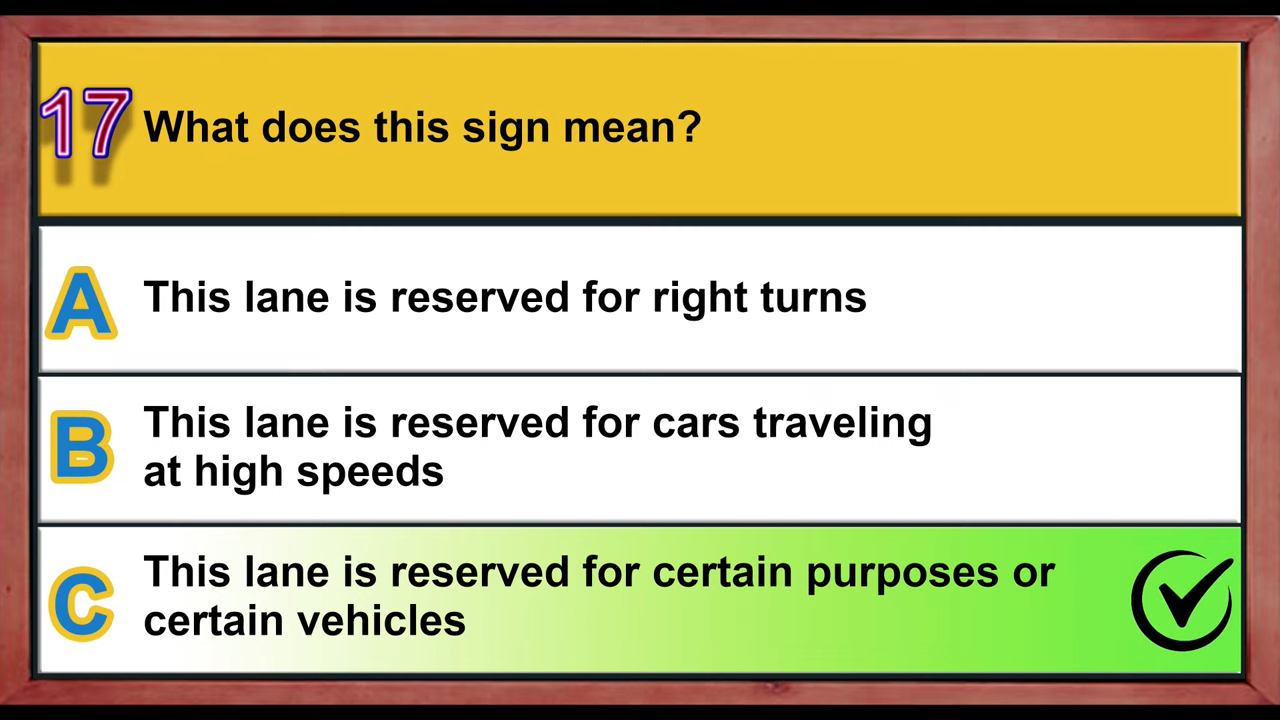 17 What does this sign mean?
A This lane is reserved for right turns
B This lane is reserved for cars traveling
at high speeds
C This lane is reserved for certain purposes or
certain vehicles